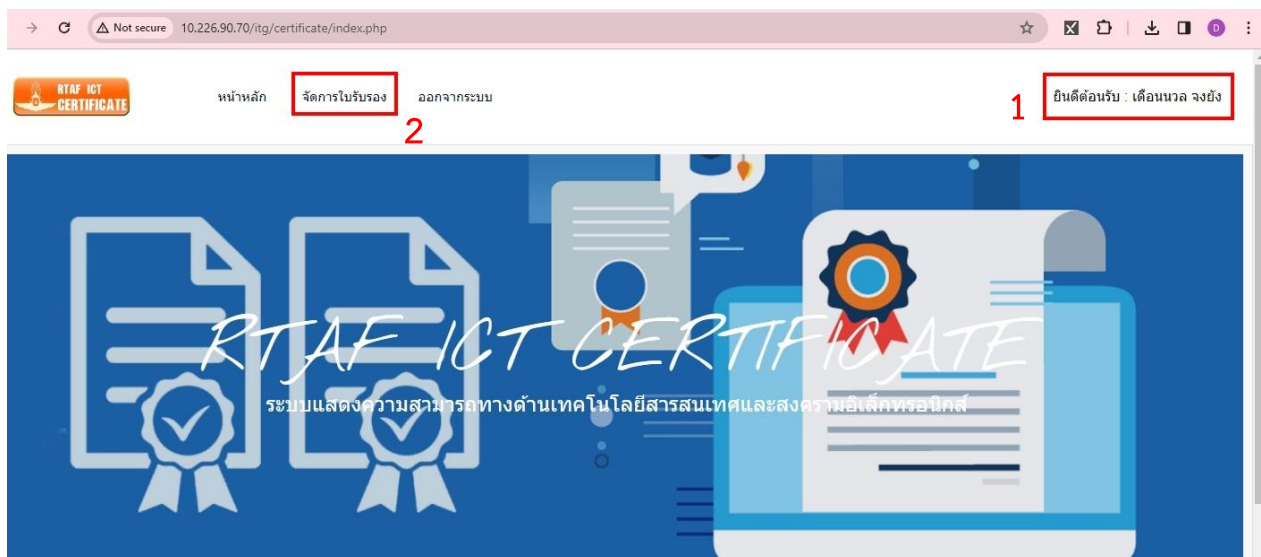 Not secure 10.226.90.70/itg/certificate/index.php D
RTAF ICT
CERTIFICATE
หน้าหลัก จัดการใบรับรอง ออกจากระบบ 1 ยินดีต้อนรับ : เดือนนวล จงยัง
2
RTAF ICT CERTIFICATE
ระบบแสดงความสามารถทางด้านเทคโนโลยีสารสนเทศและสงครามอิเล็กทรอนิกส์